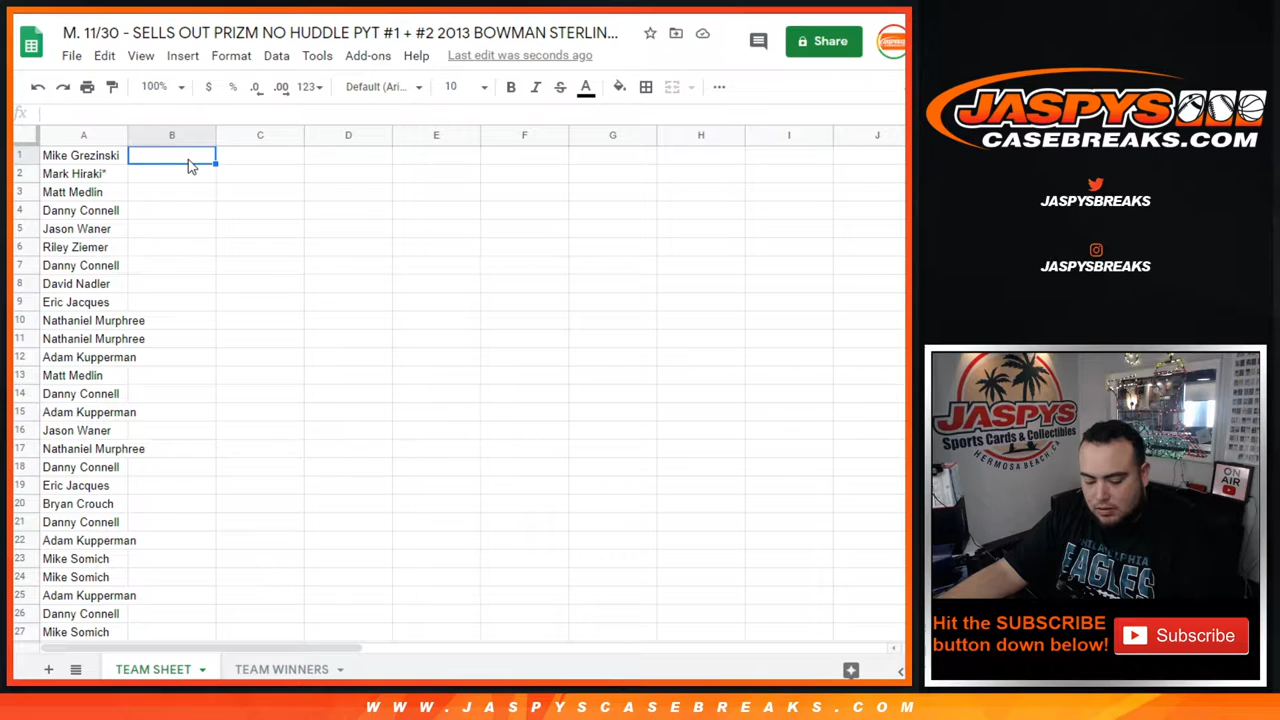 M. 11/30 - SELLS OUT PRIZM NO HUDDLE PYT #1 + #2 2013 BOWMAN STERLIN...
File Edit View Insert Format Data Tools Add-ons Help Last edit was seconds ago
Share
100% $ % .0 .00 123 Default (Ari... 10 B I S A
fx
A B C D E F G H I J
1 Mike Grezinski
2 Mark Hiraki*
3 Matt Medlin
4 Danny Connell
5 Jason Waner
6 Riley Ziemer
7 Danny Connell
8 David Nadler
9 Eric Jacques
10 Nathaniel Murphree
11 Nathaniel Murphree
12 Adam Kupperman
13 Matt Medlin
14 Danny Connell
15 Adam Kupperman
16 Jason Waner
17 Nathaniel Murphree
18 Danny Connell
19 Eric Jacques
20 Bryan Crouch
21 Danny Connell
22 Adam Kupperman
23 Mike Somich
24 Mike Somich
25 Adam Kupperman
26 Danny Connell
27 Mike Somich
TEAM SHEET TEAM WINNERS
JASPYS
CASEBREAKS.COM
JASPYSBREAKS
JASPYSBREAKS
JASPYS
Sports Cards & Collectibles
HERMOSA BEACH, CA
ON AIR
PHILADELPHIA
EAGLES
Hit the SUBSCRIBE
button down below!
Subscribe
WWW.JASPYSCASEBREAKS.COM